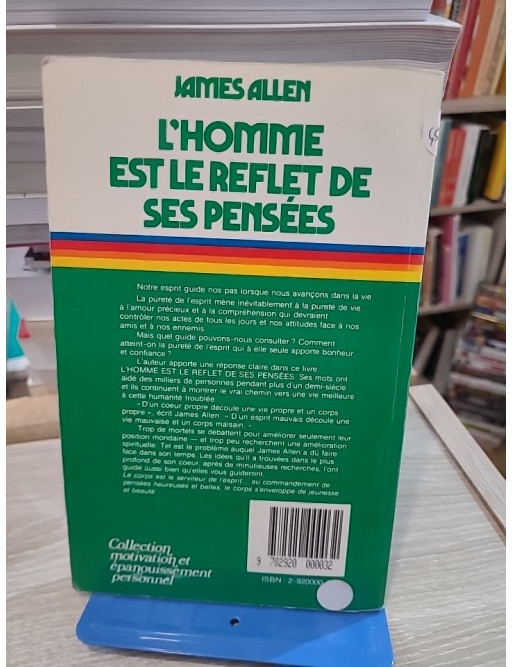 JAMES ALLEN
L'HOMME
EST LE REFLET DE
SES PENSÉES
Notre esprit guide nos pas lorsque nous avançons dans la vie.
La pureté de l'esprit mène inévitablement à la pureté de vie,
à l'amour précieux et à la compréhension qui devraient
contrôler nos actes de tous les jours et nos attitudes face à nos
amis et à nos ennemis.
Mais quel guide pouvons-nous consulter? Comment
atteint-on la pureté de l'esprit qui à elle seule apporte bonheur
et confiance?
L'auteur apporte une réponse claire dans ce livre,
L'HOMME EST LE REFLET DE SES PENSÉES. Ses mots ont
aidé des milliers de personnes pendant plus d'un demi-siècle
et ils continuent à montrer le vrai chemin vers une vie meilleure
à cette humanité troublée.
«D'un coeur propre découle une vie propre et un corps
propre», écrit James Allen. «D'un esprit mauvais découle une
vie mauvaise et un corps malsain.»
Trop de mortels se débattent pour améliorer seulement leur
position mondaine — et trop peu recherchent une amélioration
spirituelle. Tel est le problème auquel James Allen a dû faire
face dans son temps. Les idées qu'il a trouvées dans le plus
profond de son coeur, après de minutieuses recherches, l'ont
guidé aussi bien qu'elles vous guideront.
Le corps est le serviteur de l'esprit... au commandement de
pensées heureuses et belles, le corps s'enveloppe de jeunesse
et beauté.
Collection
motivation et
épanouissement
personnel
9 782920 000032
ISBN 2-920000